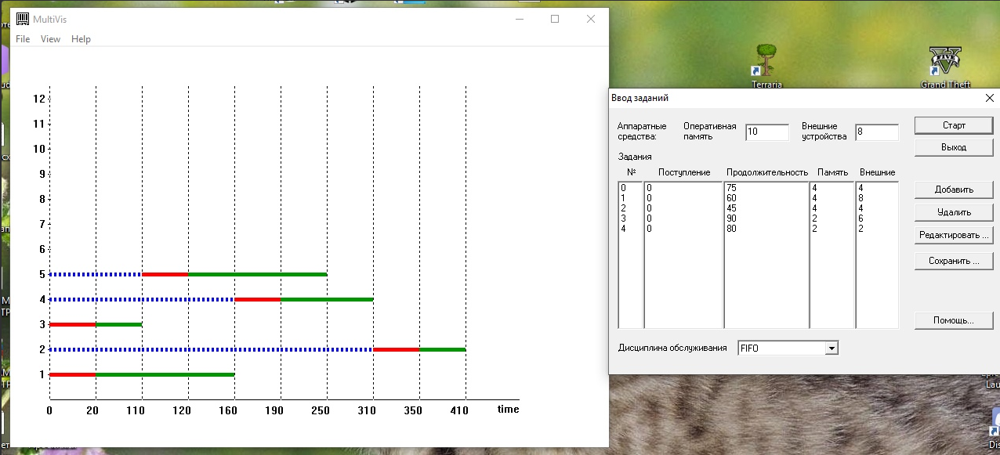 MultiVis
File View Help
12
11
10
9
8
7
6
5
4
3
2
1
0 20 110 120 160 190 250 310 350 410 time
Terraria
Grand Theft
Ввод заданий
Аппаратные средства:
Оперативная память
10
Внешние устройства
8
Старт
Выход
Задания
№ Поступление Продолжительность Память Внешние
0 0 75 4 4
1 0 60 4 8
2 0 45 4 4
3 0 90 2 6
4 0 80 2 2
Добавить
Удалить
Редактировать ...
Сохранить ...
Помощь...
Дисциплина обслуживания FIFO